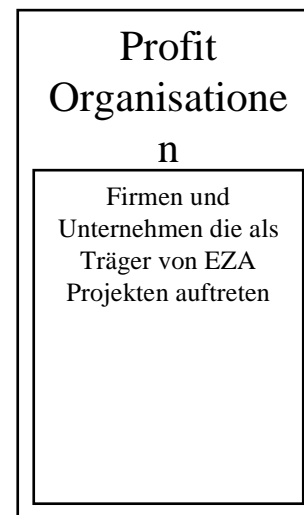 Profit
Organisatione
n
Firmen und
Unternehmen die als
Träger von EZA
Projekten auftreten